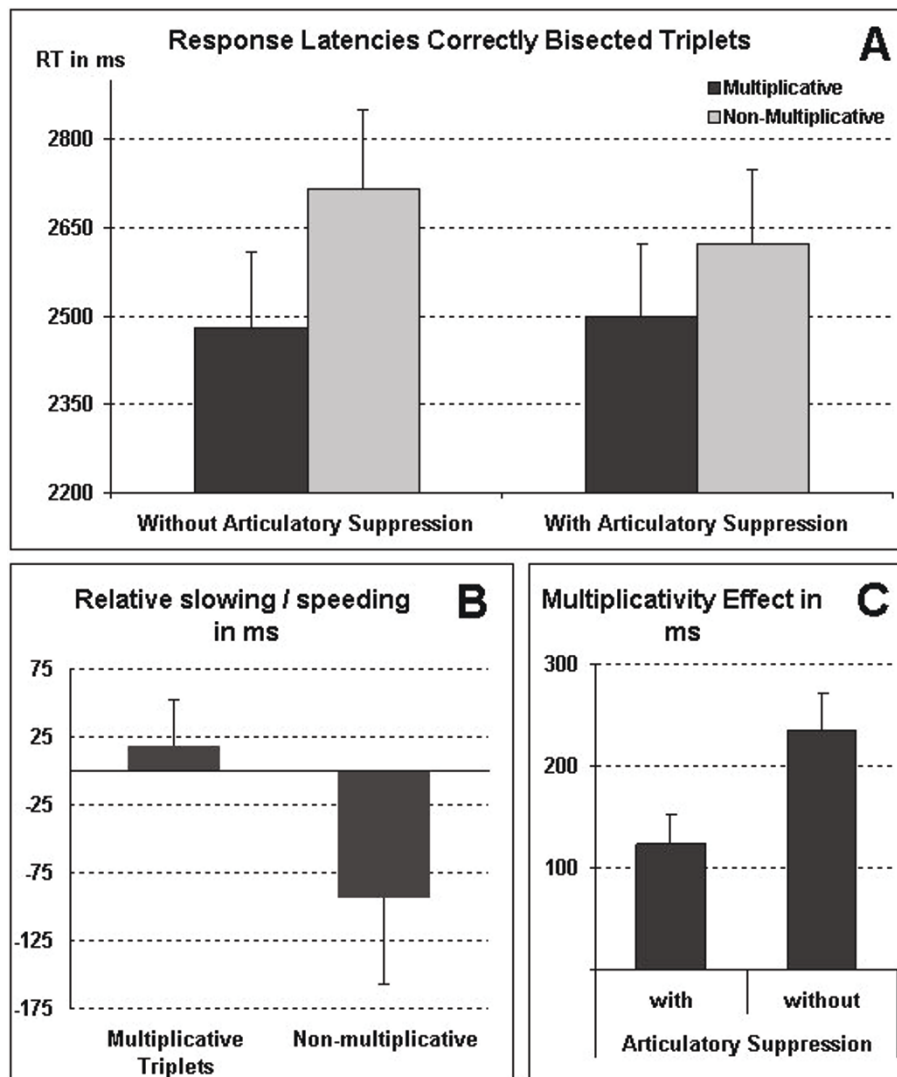 Response Latencies Correctly Bisected Triplets
A
RT in ms
Multiplicative
Non-Multiplicative
2800
2650
2500
2350
2200
Without Articulatory Suppression
With Articulatory Suppression
Relative slowing / speeding
in ms
B
75
25
-25
-75
-125
-175
Multiplicative
Triplets
Non-multiplicative
Multiplicativity Effect in
ms
C
300
200
100
with
without
Articulatory Suppression